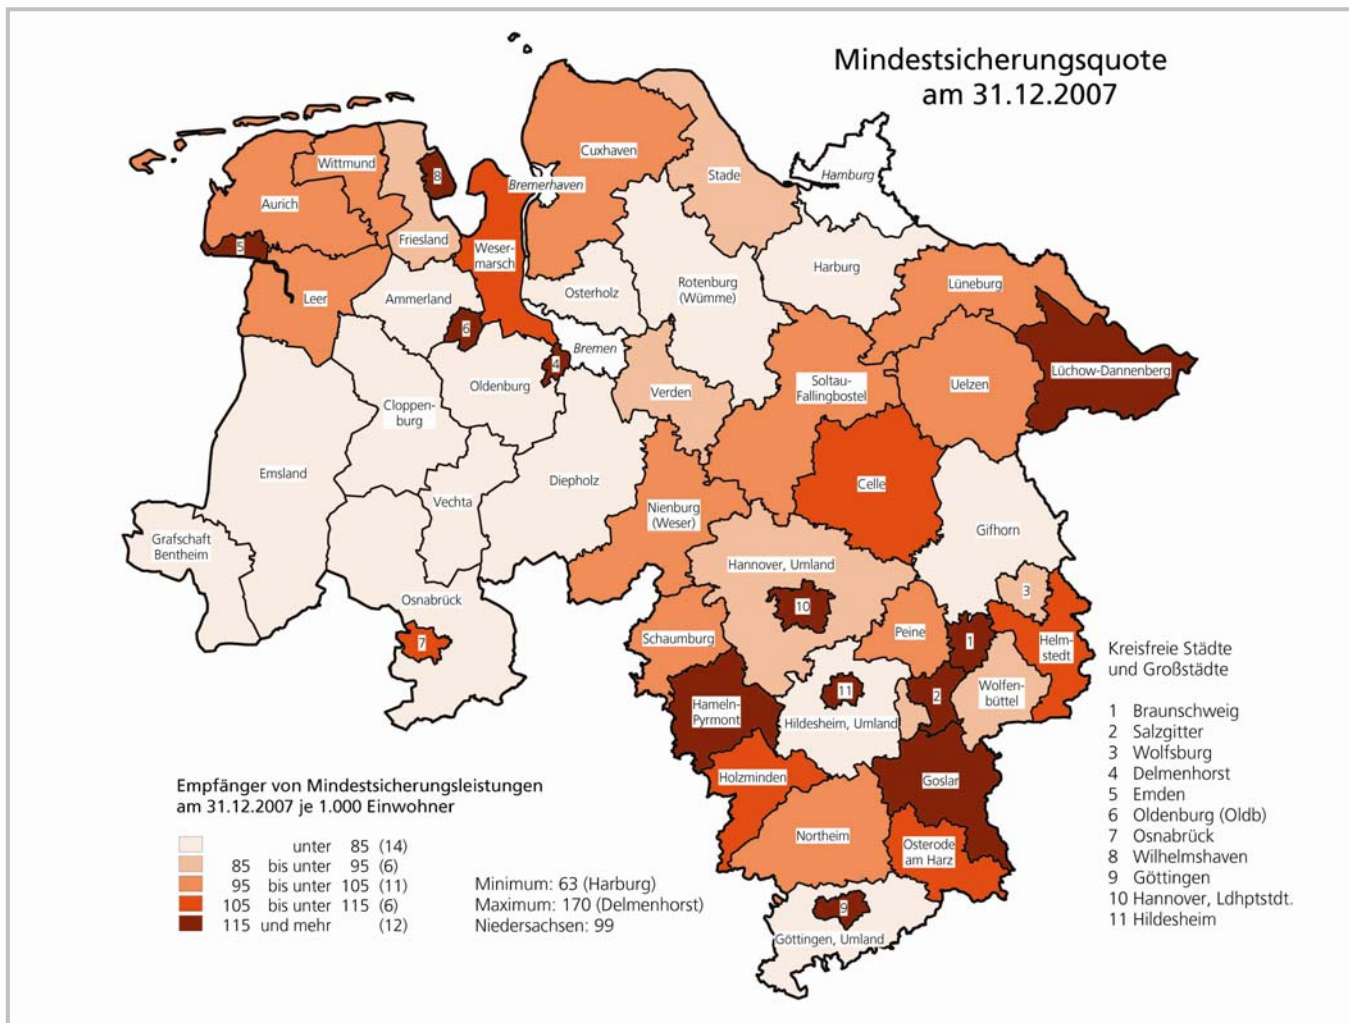 Mindestsicherungsquote
am 31.12.2007
Cuxhaven
Wittmund
Stade
Hamburg
8
Bremerhaven
Aurich
5
Friesland
Weser-
marsch
Harburg
Rotenburg
(Wümme)
Lüneburg
Leer
Ammerland
Osterholz
6
Bremen
4
Lüchow-Dannenberg
Oldenburg
Verden
Soltau-
Fallingbostel
Uelzen
Cloppen-
burg
Emsland
Diepholz
Celle
Vechta
Nienburg
(Weser)
Gifhorn
Grafschaft
Bentheim
Hannover, Umland
3
Osnabrück
10
7
Schaumburg
Peine
1
Helm-
stedt
Kreisfreie Städte
und Großstädte
11
2
Wolfen-
büttel
Hameln-
Pyrmont
Hildesheim, Umland
1 Braunschweig
2 Salzgitter
3 Wolfsburg
4 Delmenhorst
5 Emden
6 Oldenburg (Oldb)
7 Osnabrück
8 Wilhelmshaven
9 Göttingen
10 Hannover, Ldhptstdt.
11 Hildesheim
Holzminden
Goslar
Northeim
Osterode
am Harz
9
Göttingen, Umland
Empfänger von Mindestsicherungsleistungen
am 31.12.2007 je 1.000 Einwohner
unter 85 (14)
85 bis unter 95 (6)
95 bis unter 105 (11)
105 bis unter 115 (6)
115 und mehr (12)
Minimum: 63 (Harburg)
Maximum: 170 (Delmenhorst)
Niedersachsen: 99